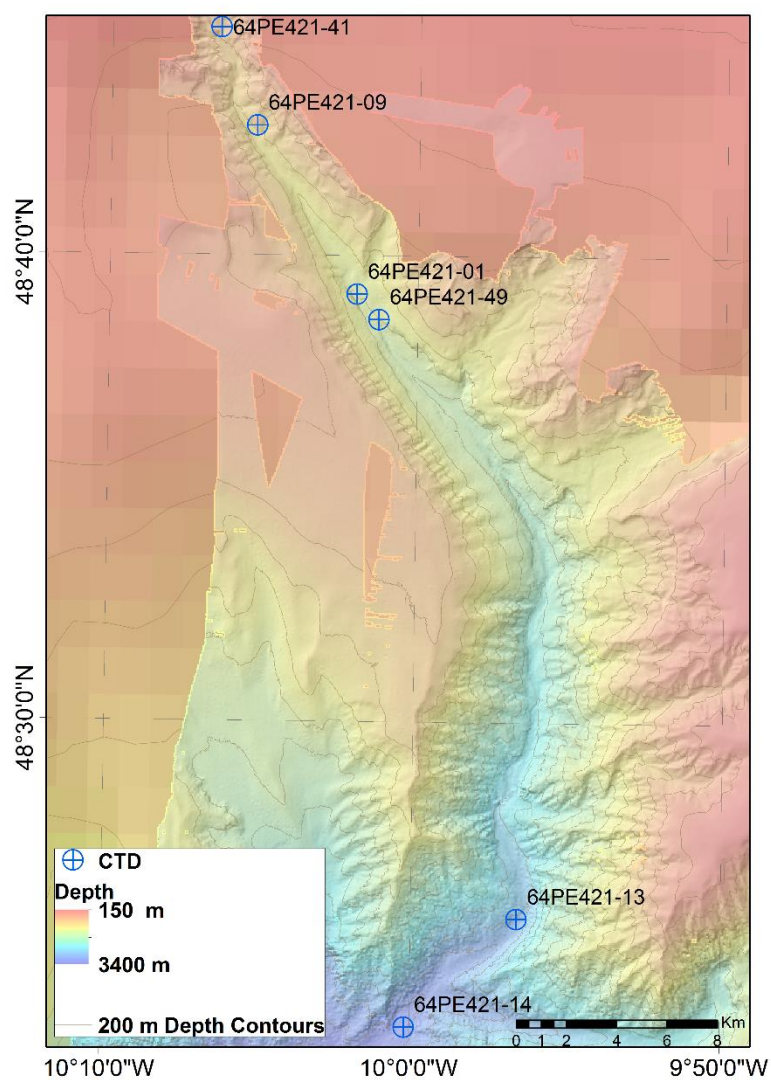 64PE421-41
64PE421-09
48°40'0"N
64PE421-01
64PE421-49
48°30'0"N
CTD
Depth
150 m
3400 m
200 m Depth Contours
64PE421-13
64PE421-14
Km
0 1 2 4 6 8
10°10'0"W 10°0'0"W 9°50'0"W